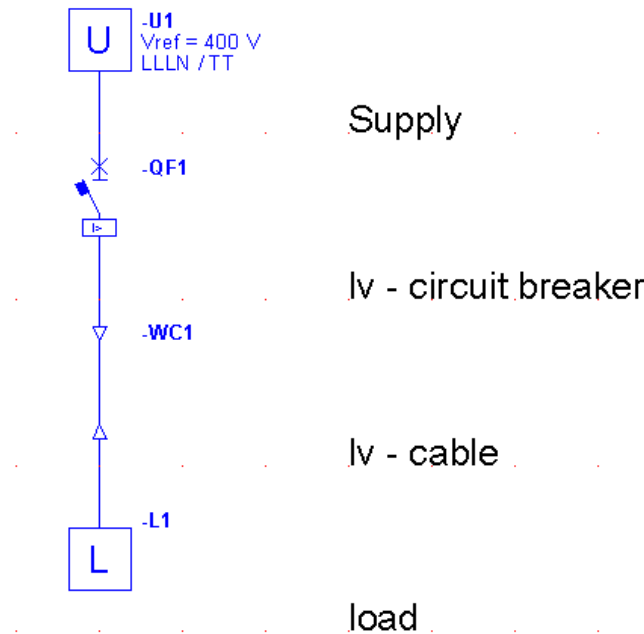 U
-U1
Vref = 400 V
LLLN / TT
Supply
-QF1
I>
lv - circuit breaker
-WC1
lv - cable
-L1
L
load